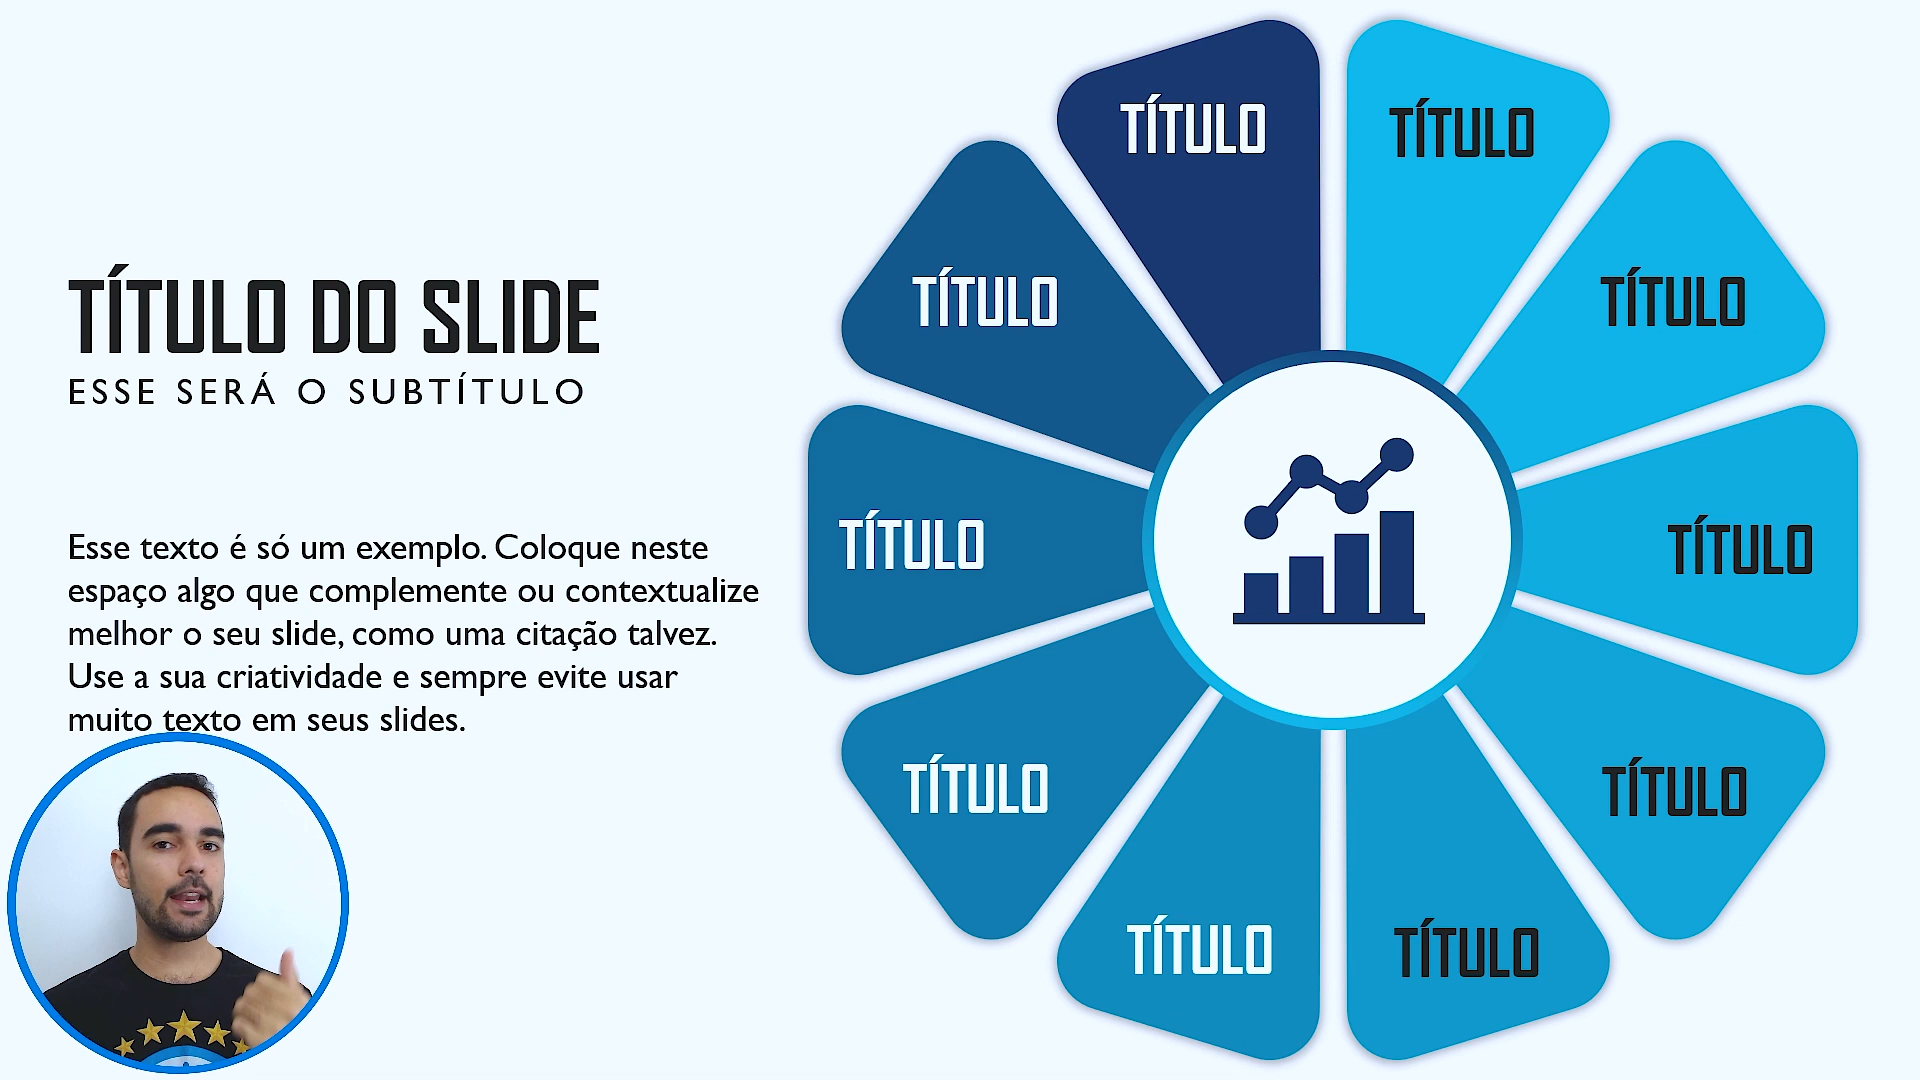 TÍTULO DO SLIDE
ESSE SERÁ O SUBTÍTULO
Esse texto é só um exemplo. Coloque neste
espaço algo que complemente ou contextualize
melhor o seu slide, como uma citação talvez.
Use a sua criatividade e sempre evite usar
muito texto em seus slides.
TÍTULO
TÍTULO
TÍTULO
TÍTULO
TÍTULO
TÍTULO
TÍTULO
TÍTULO
TÍTULO
TÍTULO